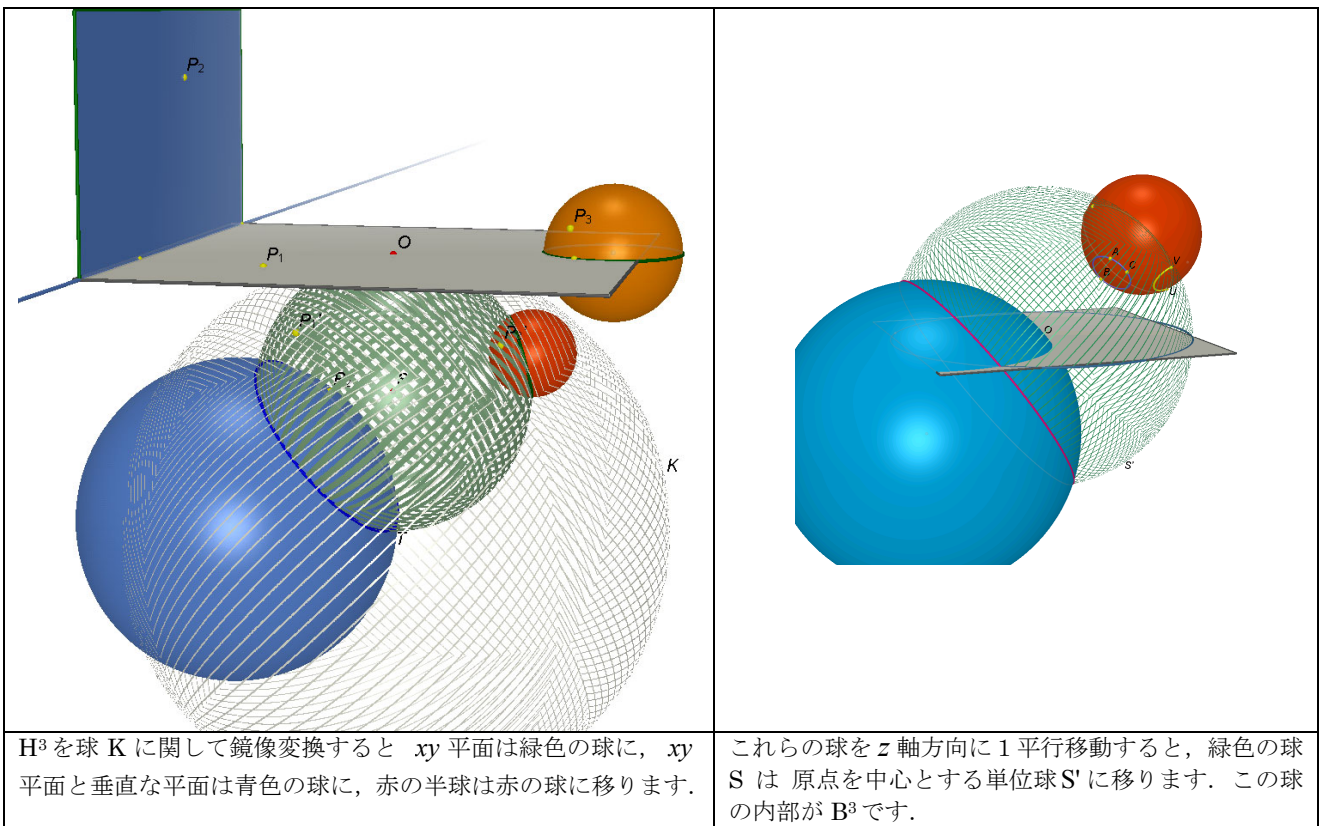 P₂
P₃
O
P₁
P₁'
K
A
C
B
V
U
O
S'
H³を球 K に関して鏡像変換すると xy 平面は緑色の球に，xy
平面と垂直な平面は青色の球に，赤の半球は赤の球に移ります．
これらの球を z 軸方向に 1 平行移動すると，緑色の球
S は 原点を中心とする単位球 S' に移ります．この球
の内部が B³ です．